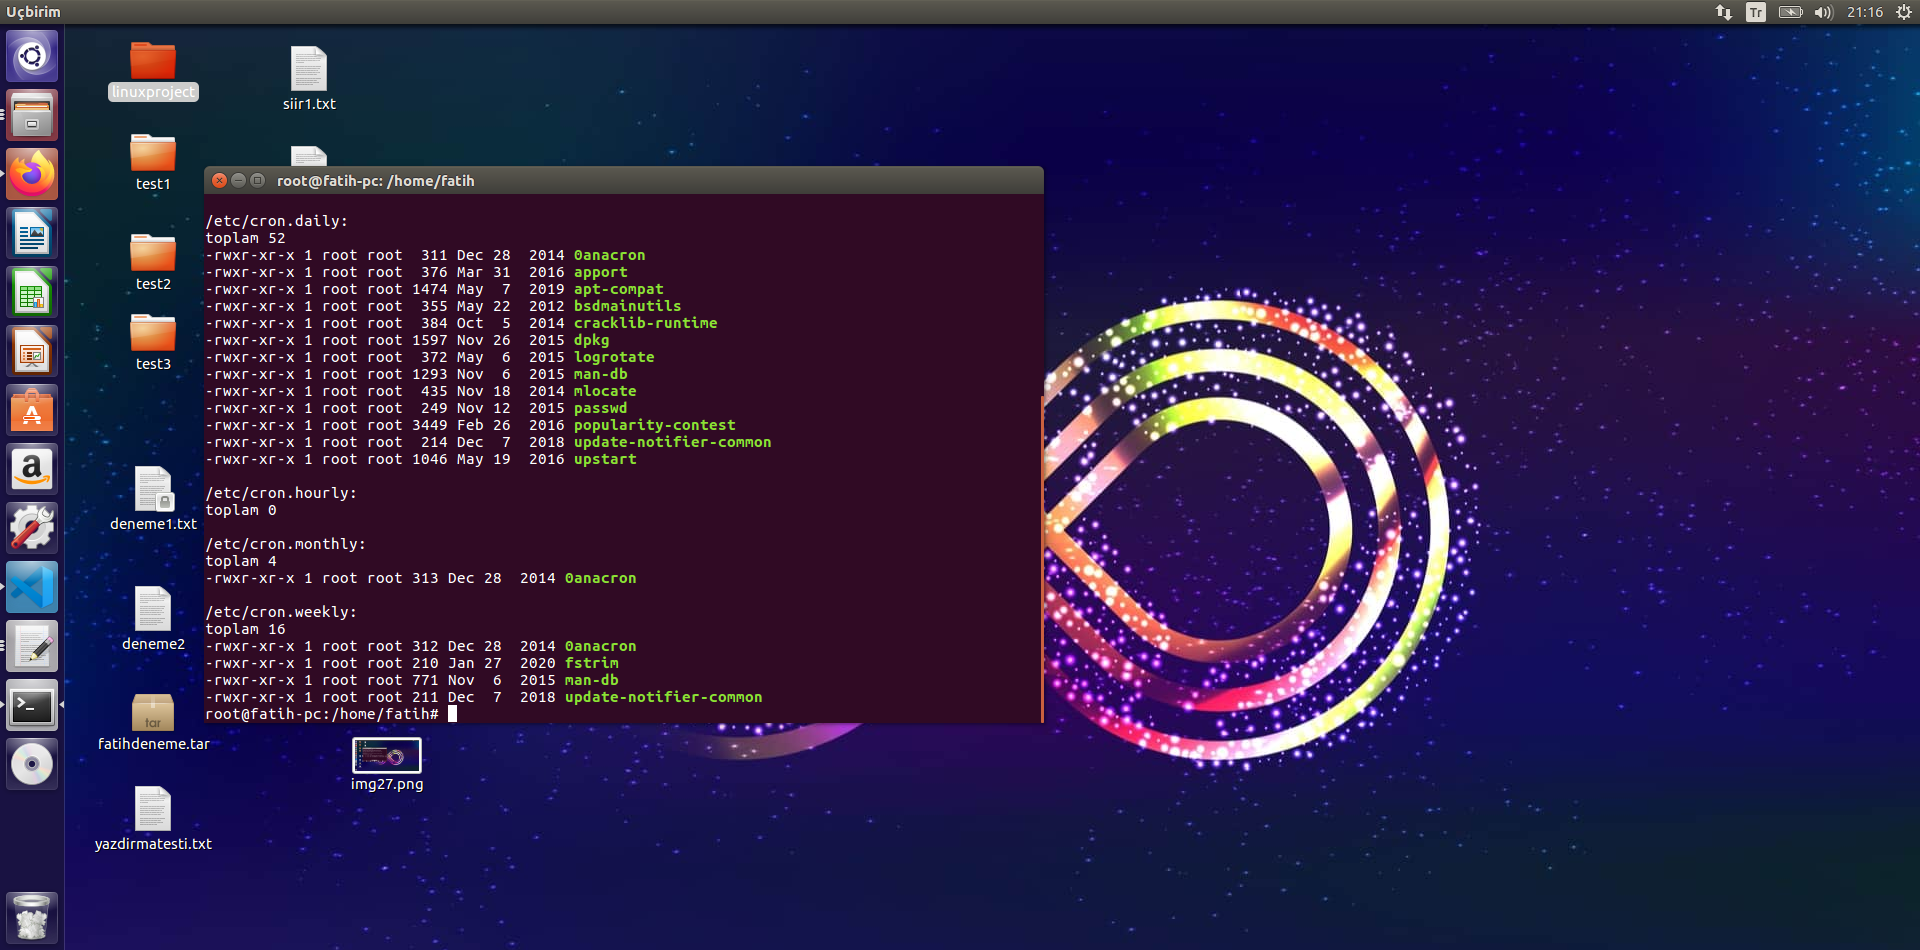 Uçbirim
Tr
21:16
linuxproject
siir1.txt
test1
test2
test3
deneme1.txt
deneme2
tar
fatihdeneme.tar
yazdirmatesti.txt
img27.png
root@fatih-pc: /home/fatih
/etc/cron.daily:
toplam 52
-rwxr-xr-x 1 root root  311 Dec 28  2014 0anacron
-rwxr-xr-x 1 root root  376 Mar 31  2016 apport
-rwxr-xr-x 1 root root 1474 May  7  2019 apt-compat
-rwxr-xr-x 1 root root  355 May 22  2012 bsdmainutils
-rwxr-xr-x 1 root root  384 Oct  5  2014 cracklib-runtime
-rwxr-xr-x 1 root root 1597 Nov 26  2015 dpkg
-rwxr-xr-x 1 root root  372 May  6  2015 logrotate
-rwxr-xr-x 1 root root 1293 Nov  6  2015 man-db
-rwxr-xr-x 1 root root  435 Nov 18  2014 mlocate
-rwxr-xr-x 1 root root  249 Nov 12  2015 passwd
-rwxr-xr-x 1 root root 3449 Feb 26  2016 popularity-contest
-rwxr-xr-x 1 root root  214 Dec  7  2018 update-notifier-common
-rwxr-xr-x 1 root root 1046 May 19  2016 upstart
/etc/cron.hourly:
toplam 0
/etc/cron.monthly:
toplam 4
-rwxr-xr-x 1 root root 313 Dec 28  2014 0anacron
/etc/cron.weekly:
toplam 16
-rwxr-xr-x 1 root root 312 Dec 28  2014 0anacron
-rwxr-xr-x 1 root root 210 Jan 27  2020 fstrim
-rwxr-xr-x 1 root root 771 Nov  6  2015 man-db
-rwxr-xr-x 1 root root 211 Dec  7  2018 update-notifier-common
root@fatih-pc:/home/fatih#